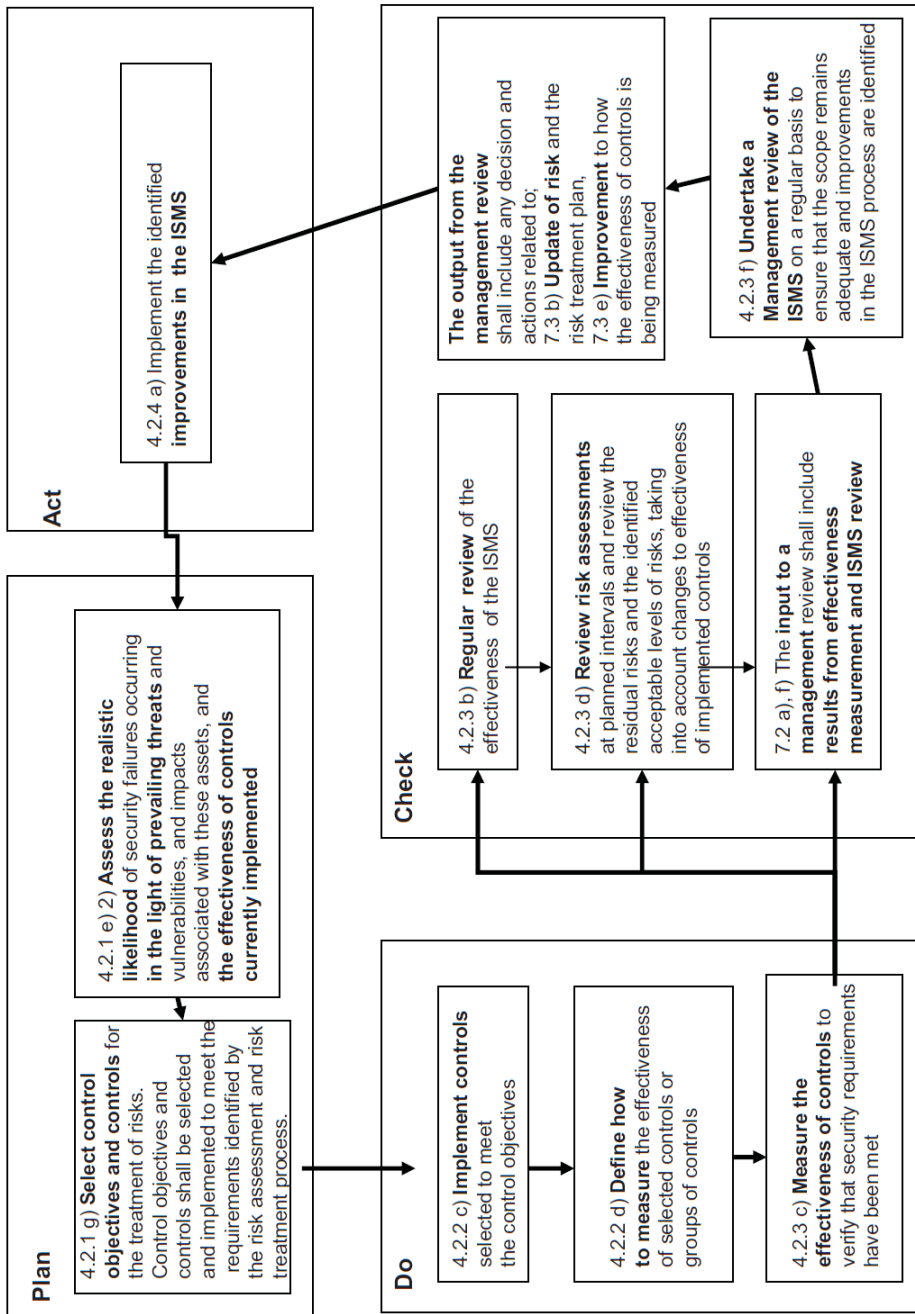 Plan
4.2.1 g) Select control
objectives and controls for
the treatment of risks.
Control objectives and
controls shall be selected
and implemented to meet the
requirements identified by
the risk assessment and risk
treatment process.
4.2.1 e) 2) Assess the realistic
likelihood of security failures occurring
in the light of prevailing threats and
vulnerabilities, and impacts
associated with these assets, and
the effectiveness of controls
currently implemented
Act
4.2.4 a) Implement the identified
improvements in the ISMS
Do
4.2.2 c) Implement controls
selected to meet
the control objectives
4.2.2 d) Define how
to measure the effectiveness
of selected controls or
groups of controls
4.2.3 c) Measure the
effectiveness of controls to
verify that security requirements
have been met
Check
4.2.3 b) Regular review of the
effectiveness of the ISMS
4.2.3 d) Review risk assessments
at planned intervals and review the
residual risks and the identified
acceptable levels of risks, taking
into account changes to effectiveness
of implemented controls
7.2 a), f) The input to a
management review shall include
results from effectiveness
measurement and ISMS review
The output from the
management review
shall include any decision and
actions related to;
7.3 b) Update of risk and the
risk treatment plan,
7.3 e) Improvement to how
the effectiveness of controls is
being measured
4.2.3 f) Undertake a
Management review of the
ISMS on a regular basis to
ensure that the scope remains
adequate and improvements
in the ISMS process are identified